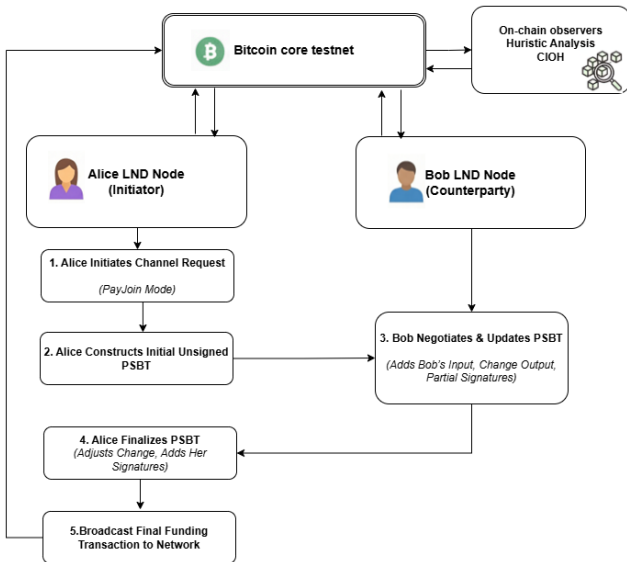 Bitcoin core testnet
On-chain observers
Huristic Analysis
CIOH
Alice LND Node
(Initiator)
Bob LND Node
(Counterparty)
1. Alice Initiates Channel Request
(PayJoin Mode)
2. Alice Constructs Initial Unsigned
PSBT
3. Bob Negotiates & Updates PSBT
(Adds Bob's Input, Change Output,
Partial Signatures)
4. Alice Finalizes PSBT
(Adjusts Change, Adds Her
Signatures)
5.Broadcast Final Funding
Transaction to Network